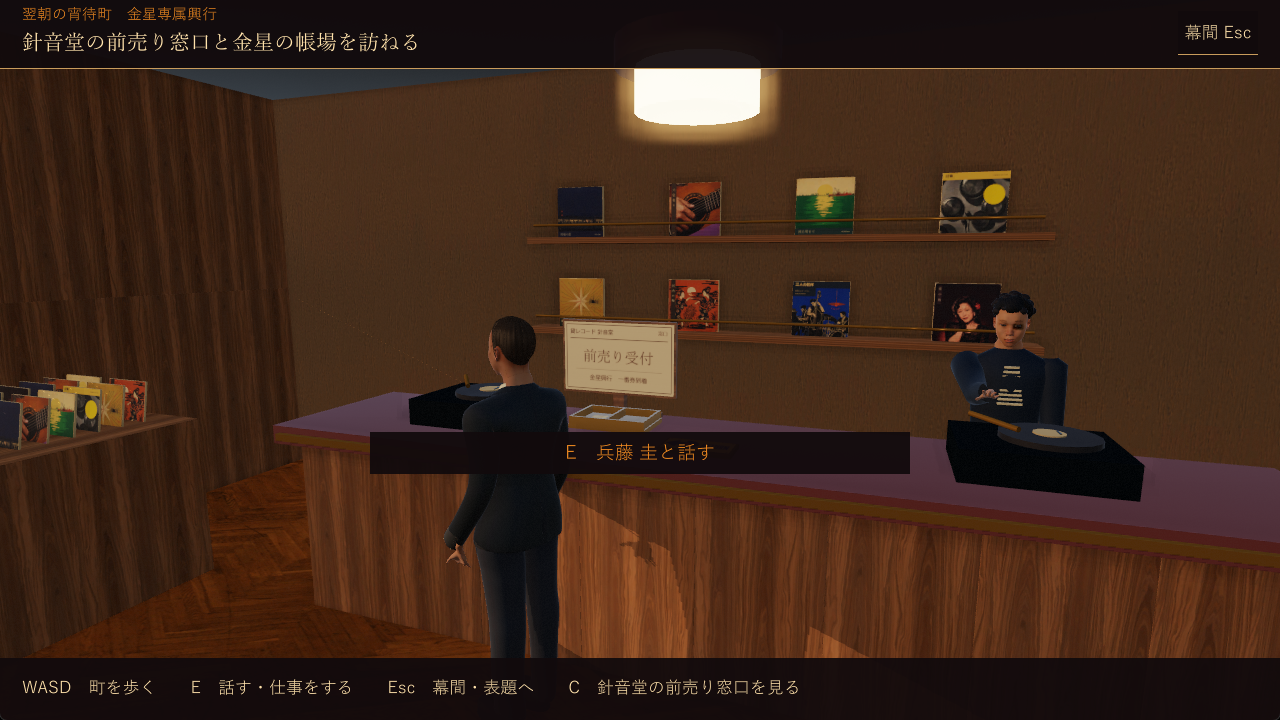 翌朝の宵待町　金星専属興行
針音堂の前売り窓口と金星の帳場を訪ねる
幕間 Esc
前売り受付
E　兵藤 圭と話す
WASD　町を歩く　E　話す・仕事をする　Esc　幕間・表題へ　C　針音堂の前売り窓口を見る